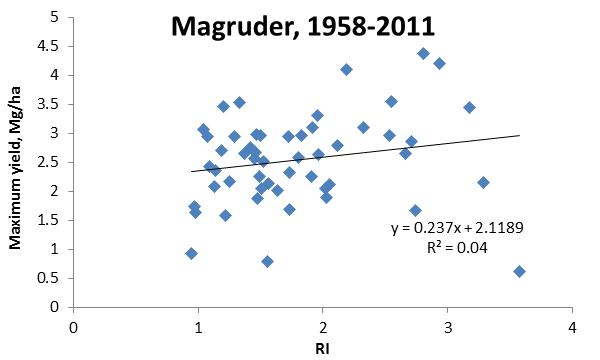 Magruder, 1958-2011
Maximum yield, Mg/ha
5
4.5
4
3.5
3
2.5
2
1.5
1
0.5
0
y = 0.237x + 2.1189
R² = 0.04
0 1 2 3 4
RI